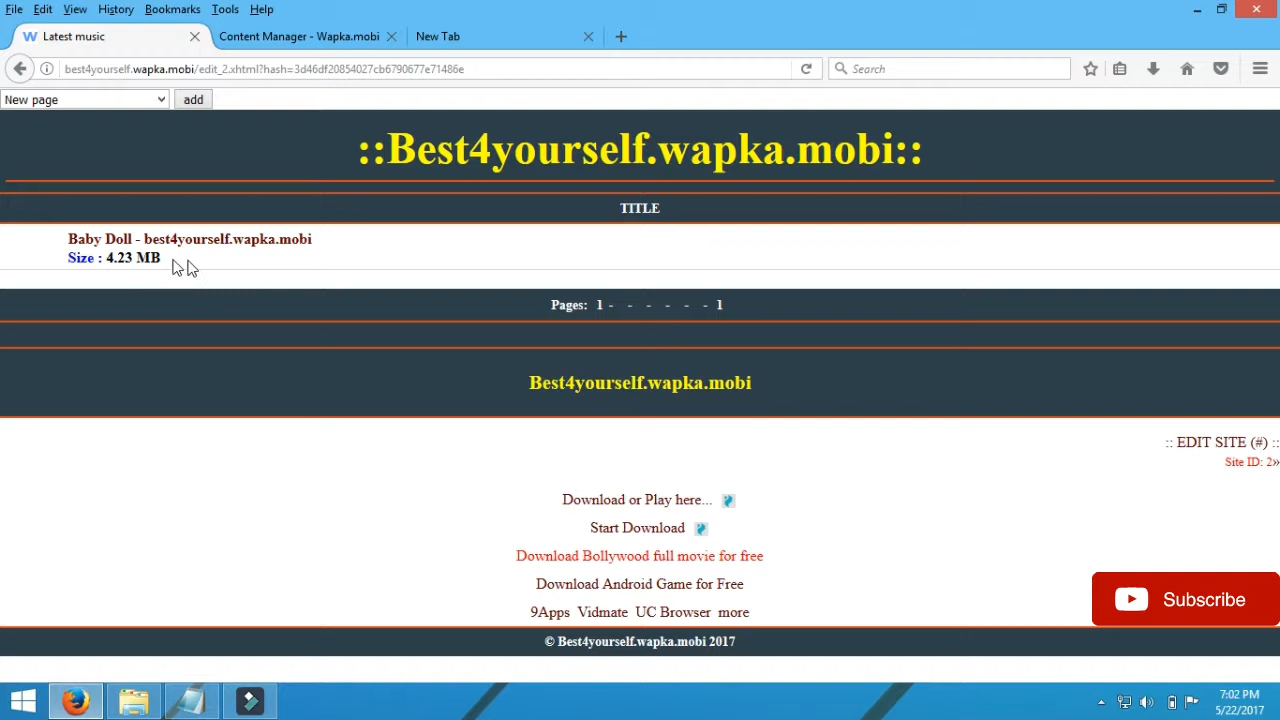 File Edit View History Bookmarks Tools Help
Latest music
Content Manager - Wapka.mobi
New Tab
best4yourself.wapka.mobi/edit_2.xhtml?hash=3d46df20854027cb6790677e71486e
Search
New page
add
::Best4yourself.wapka.mobi::
TITLE
Baby Doll - best4yourself.wapka.mobi
Size : 4.23 MB
Pages: 1 - - - - - - 1
Best4yourself.wapka.mobi
:: EDIT SITE (#) ::
Site ID: 2»
Download or Play here...
Start Download
Download Bollywood full movie for free
Download Android Game for Free
9Apps Vidmate UC Browser more
Subscribe
© Best4yourself.wapka.mobi 2017
7:02 PM
5/22/2017